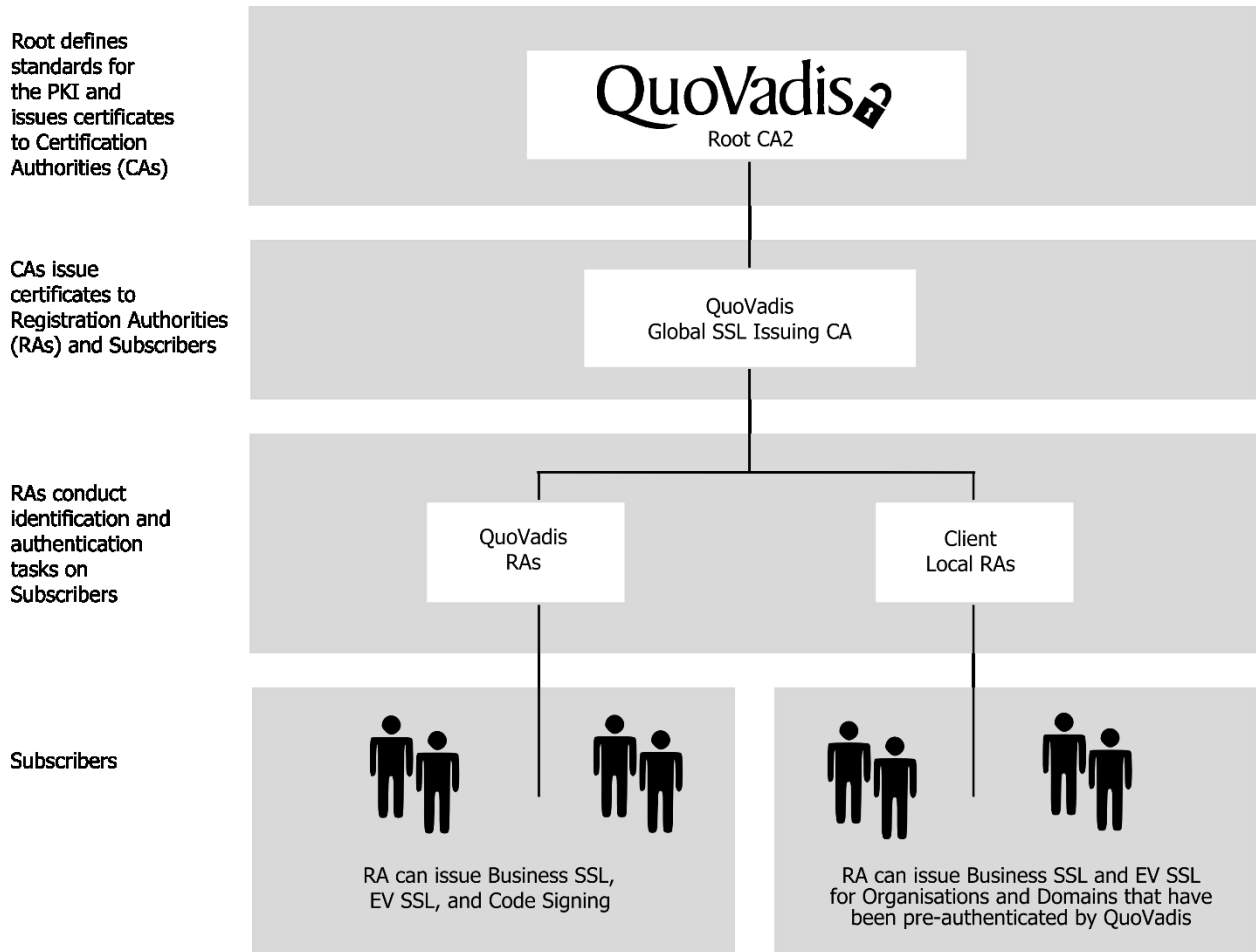 Root defines
standards for
the PKI and
issues certificates
to Certification
Authorities (CAs)
QuoVadis
Root CA2
CAs issue
certificates to
Registration Authorities
(RAs) and Subscribers
QuoVadis
Global SSL Issuing CA
RAs conduct
identification and
authentication
tasks on
Subscribers
QuoVadis
RAs
Client
Local RAs
Subscribers
RA can issue Business SSL,
EV SSL, and Code Signing
RA can issue Business SSL and EV SSL
for Organisations and Domains that have
been pre-authenticated by QuoVadis